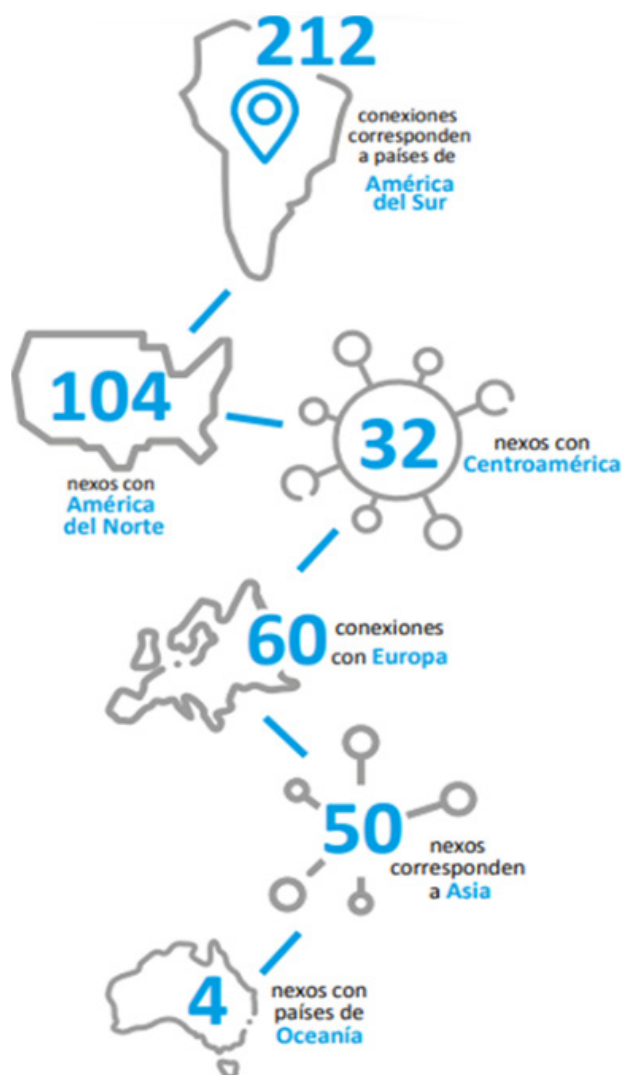 212
conexiones
corresponden
a países de
América
del Sur
104
nexos con
América
del Norte
32
nexos con
Centroamérica
60
conexiones
con Europa
50
nexos
corresponden
a Asia
4
nexos con
países de
Oceanía